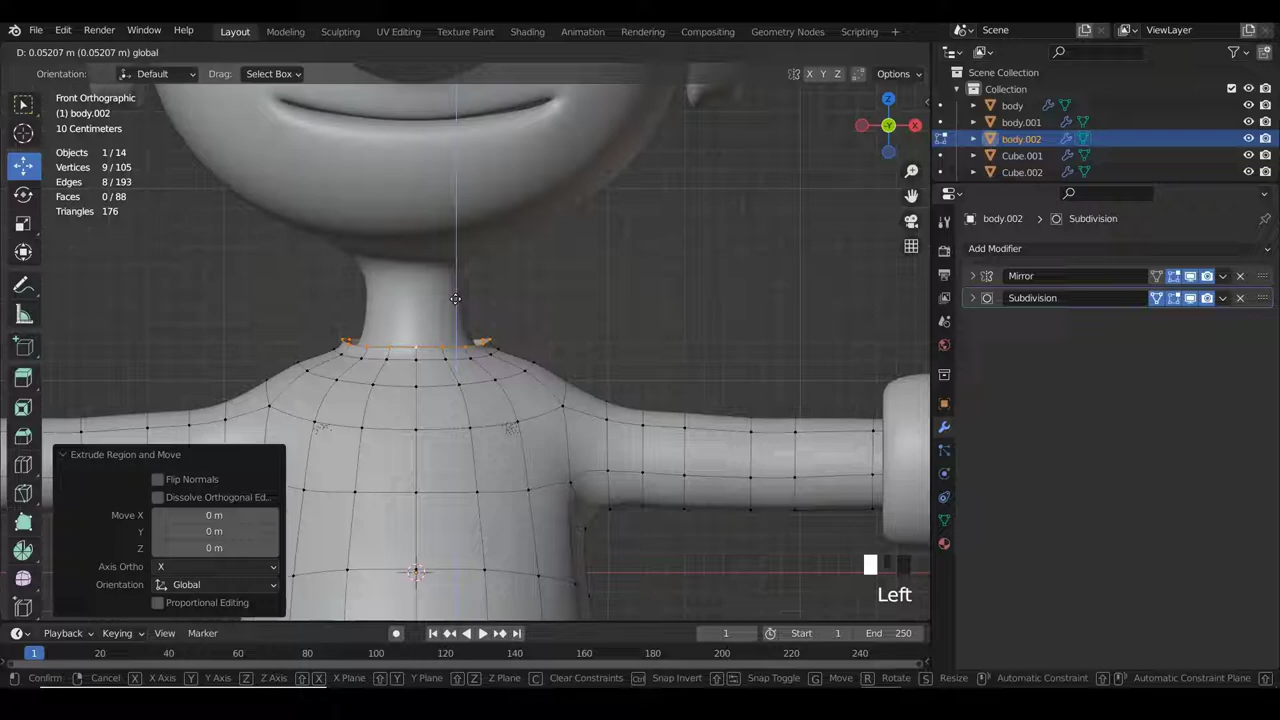 File Edit Render Window Help Layout Modeling Sculpting UV Editing Texture Paint Shading Animation Rendering Compositing Geometry Nodes Scripting + Scene ViewLayer
D: 0.05207 m (0.05207 m) global
Orientation: Default Drag: Select Box X Y Z Options
Scene Collection
Collection
body
body.001
body.002
Cube.001
Cube.002
Front Orthographic
(1) body.002
10 Centimeters
Objects 1 / 14
Vertices 9 / 105
Edges 8 / 193
Faces 0 / 88
Triangles 176
Z
-Y
X
body.002 > Subdivision
Add Modifier
Mirror
Subdivision
Extrude Region and Move
Flip Normals
Dissolve Orthogonal Ed...
Move X 0 m
Y 0 m
Z 0 m
Axis Ortho X
Orientation Global
Proportional Editing
Left
Playback Keying View Marker 1 Start 1 End 250
1 20 40 60 80 100 120 140 160 180 200 220 240
Confirm Cancel X X Axis Y Y Axis Z Z Axis X X Plane Y Y Plane Z Z Plane C Clear Constraints Ctrl Snap Invert Snap Toggle G Move R Rotate S Resize Automatic Constraint Automatic Constraint Plane